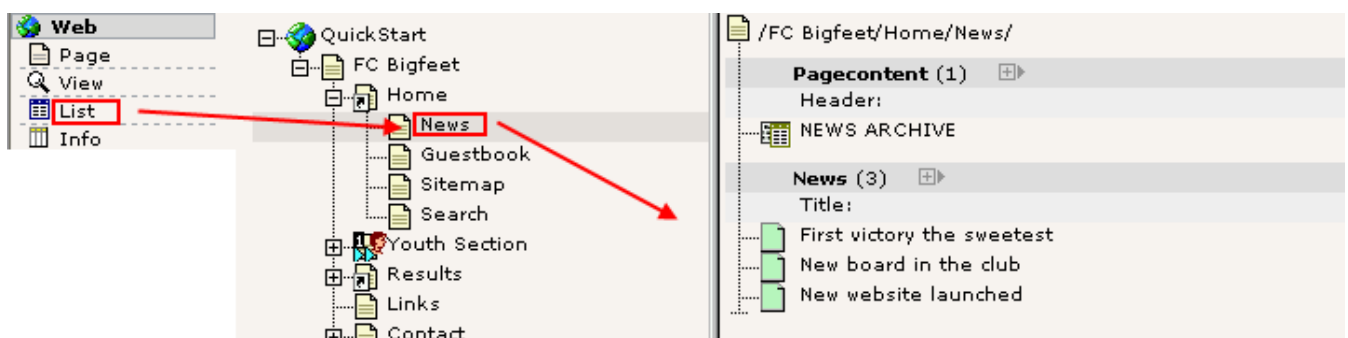 Web
Page
View
List
Info
QuickStart
FC Bigfeet
Home
News
Guestbook
Sitemap
Search
Youth Section
Results
Links
Contact
/FC Bigfeet/Home/News/
Pagecontent (1)
Header:
NEWS ARCHIVE
News (3)
Title:
First victory the sweetest
New board in the club
New website launched